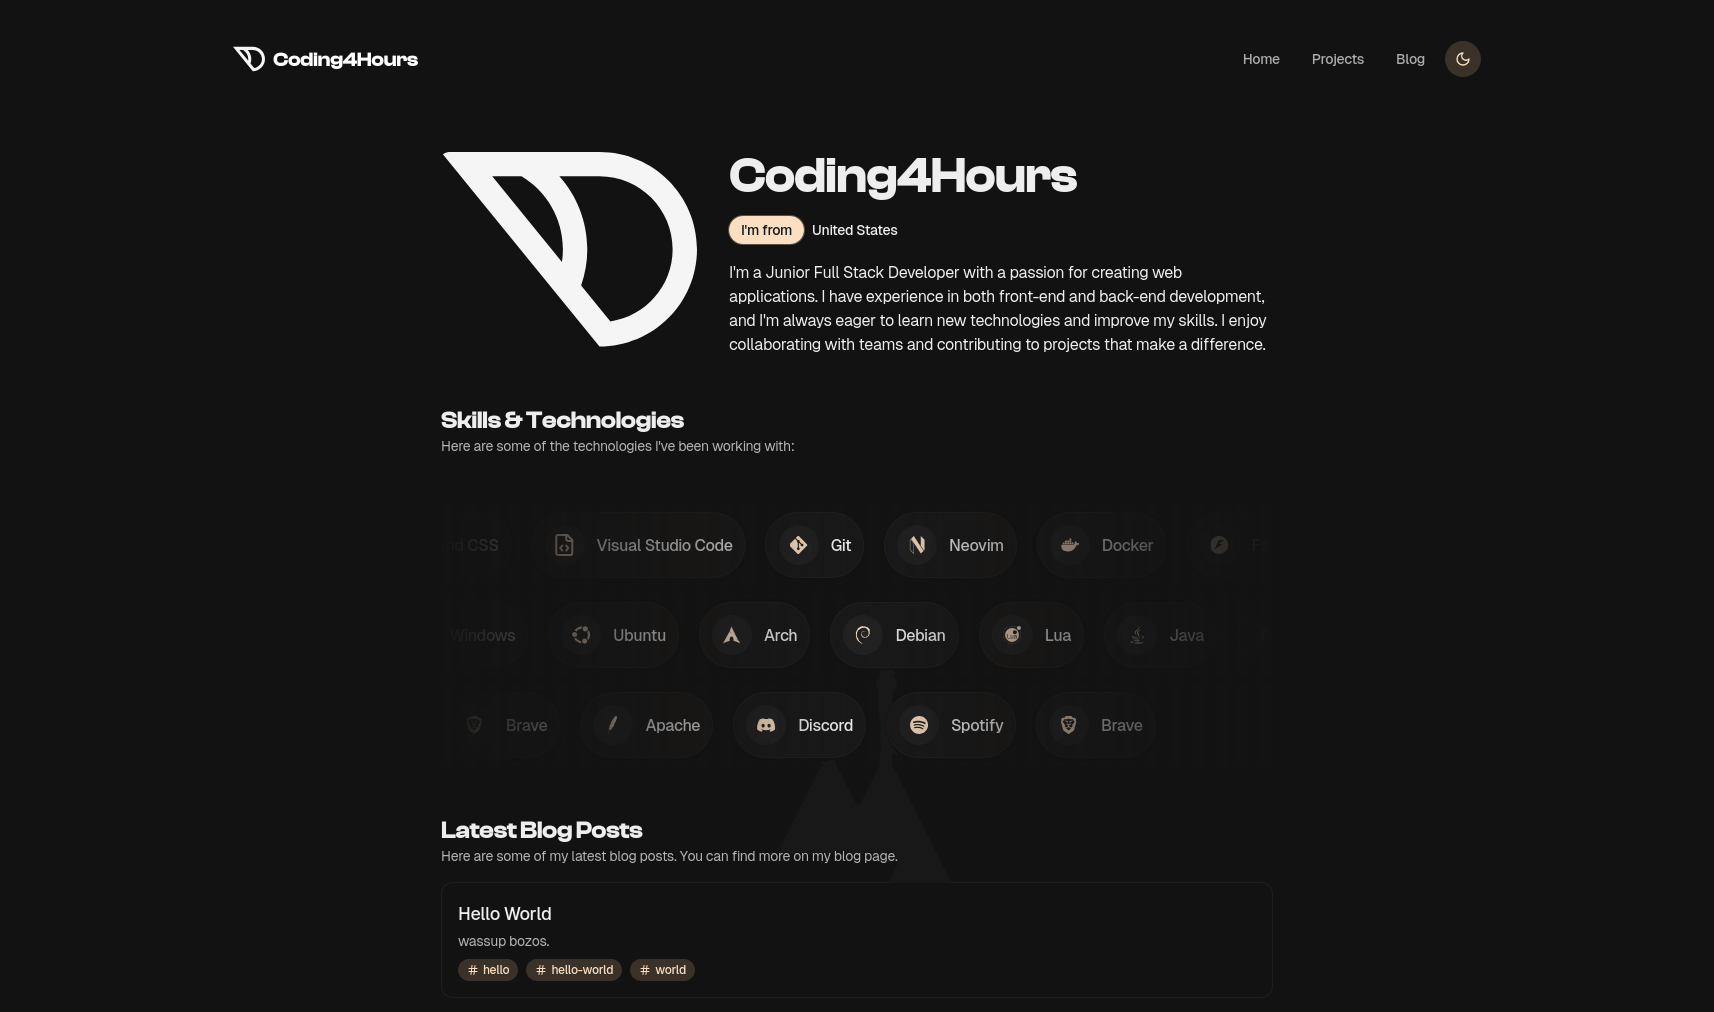 Coding4Hours
Home
Projects
Blog
Coding4Hours
I'm from
United States
I'm a Junior Full Stack Developer with a passion for creating web
applications. I have experience in both front-end and back-end development,
and I'm always eager to learn new technologies and improve my skills. I enjoy
collaborating with teams and contributing to projects that make a difference.
Skills & Technologies
Here are some of the technologies I've been working with:
CSS
Visual Studio Code
Git
Neovim
Docker
Windows
Ubuntu
Arch
Debian
Lua
Java
Brave
Apache
Discord
Spotify
Brave
Latest Blog Posts
Here are some of my latest blog posts. You can find more on my blog page.
Hello World
wassup bozos.
# hello
# hello-world
# world